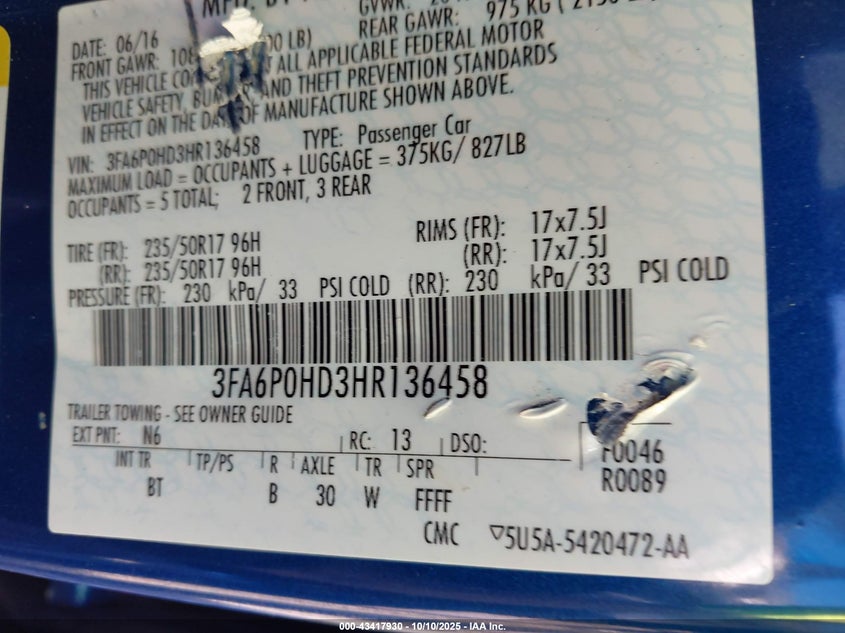 MFD. BY
GVWR:
DATE: 06/16 REAR GAWR: 975 KG
FRONT GAWR: LB)
THIS VEHICLE ALL APPLICABLE FEDERAL MOTOR
VEHICLE SAFETY, AND THEFT PREVENTION STANDARDS
IN EFFECT ON THE OF MANUFACTURE SHOWN ABOVE.
VIN: 3FA6P0HD3HR136458 TYPE: Passenger Car
MAXIMUM LOAD = OCCUPANTS + LUGGAGE = 375KG/ 827LB
OCCUPANTS = 5 TOTAL; 2 FRONT, 3 REAR
TIRE (FR): 235/50R17 96H RIMS (FR): 17x7.5J
(RR): 235/50R17 96H (RR): 17x7.5J
PRESSURE (FR): 230 kPa/ 33 PSI COLD (RR): 230 kPa/ 33 PSI COLD
3FA6P0HD3HR136458
TRAILER TOWING - SEE OWNER GUIDE
EXT PNT: N6 RC: 13 DSO:
F0046
INT TR TP/PS R AXLE TR SPR
R0089
BT B 30 W FFFF
CMC 5U5A-5420472-AA
000-43417930 - 10/10/2025 - IAA Inc.